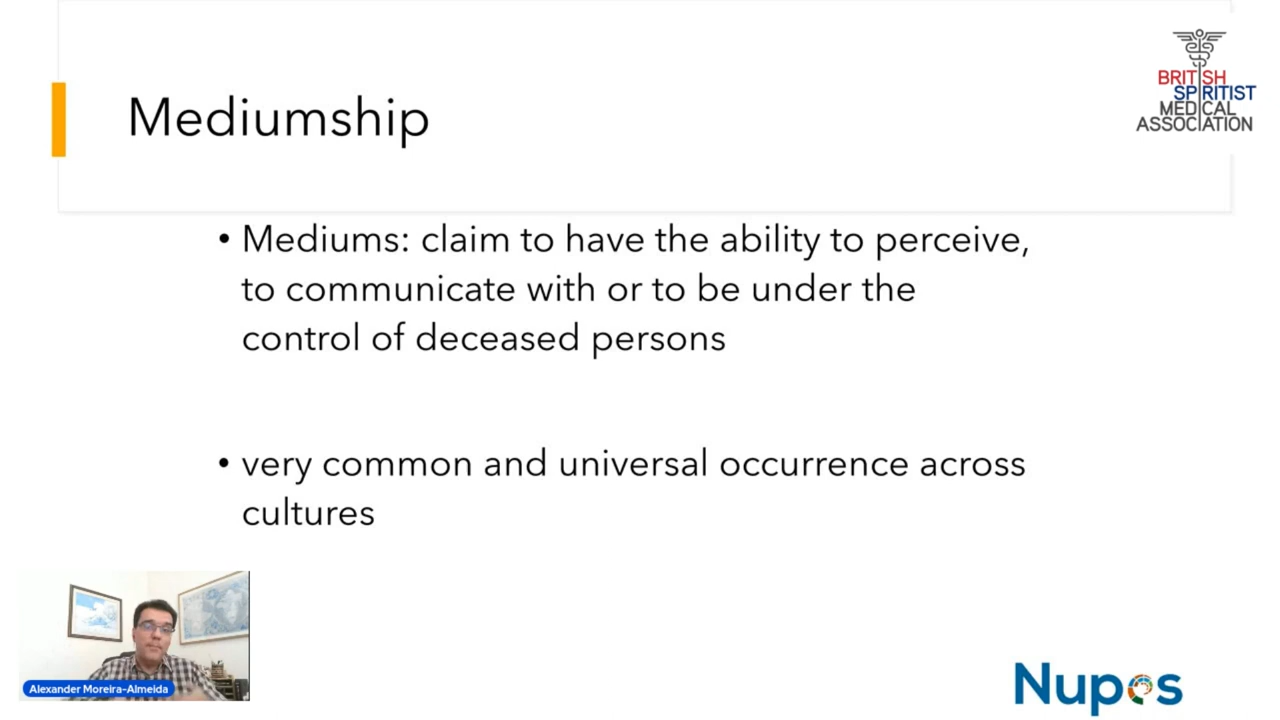 Mediumship
BRITISH
SPIRITIST
MEDICAL
ASSOCIATION
• Mediums: claim to have the ability to perceive,
to communicate with or to be under the
control of deceased persons
• very common and universal occurrence across
cultures
Alexander Moreira-Almeida
Nupes